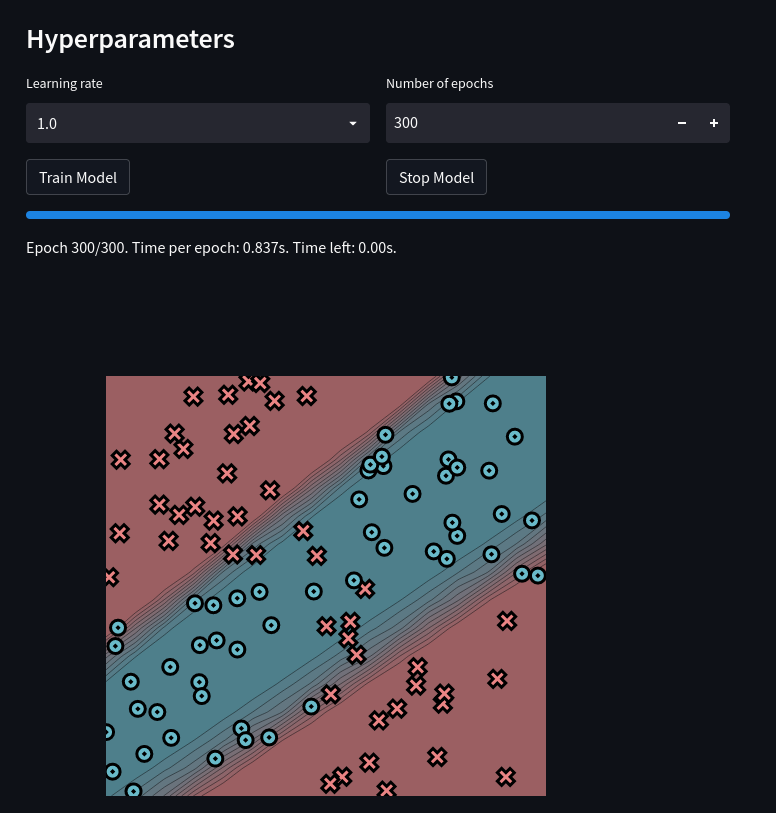 Hyperparameters
Learning rate
Number of epochs
1.0
300
Train Model
Stop Model
Epoch 300/300. Time per epoch: 0.837s. Time left: 0.00s.